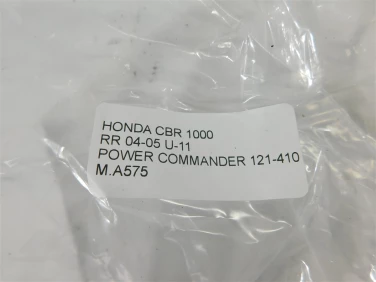 HONDA CBR 1000
RR 04-05 U-11
POWER COMMANDER 121-410
M.A575